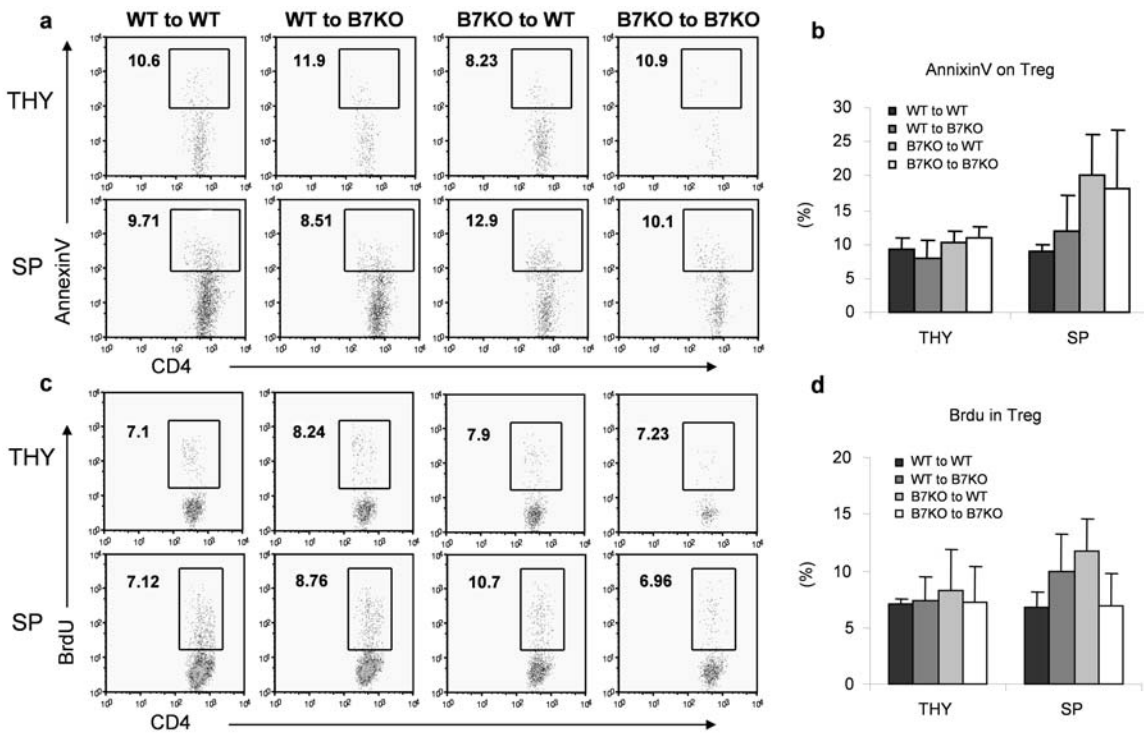 a WT to WT WT to B7KO B7KO to WT B7KO to B7KO
THY
10.6 11.9 8.23 10.9
SP
9.71 8.51 12.9 10.1
AnnexinV
CD4
b
AnnixinV on Treg
WT to WT
WT to B7KO
B7KO to WT
B7KO to B7KO
30
25
20
15
10
5
0
(%)
THY SP
c
THY
7.1 8.24 7.9 7.23
SP
7.12 8.76 10.7 6.96
BrdU
CD4
d
Brdu in Treg
WT to WT
WT to B7KO
B7KO to WT
B7KO to B7KO
20
15
10
5
0
(%)
THY SP